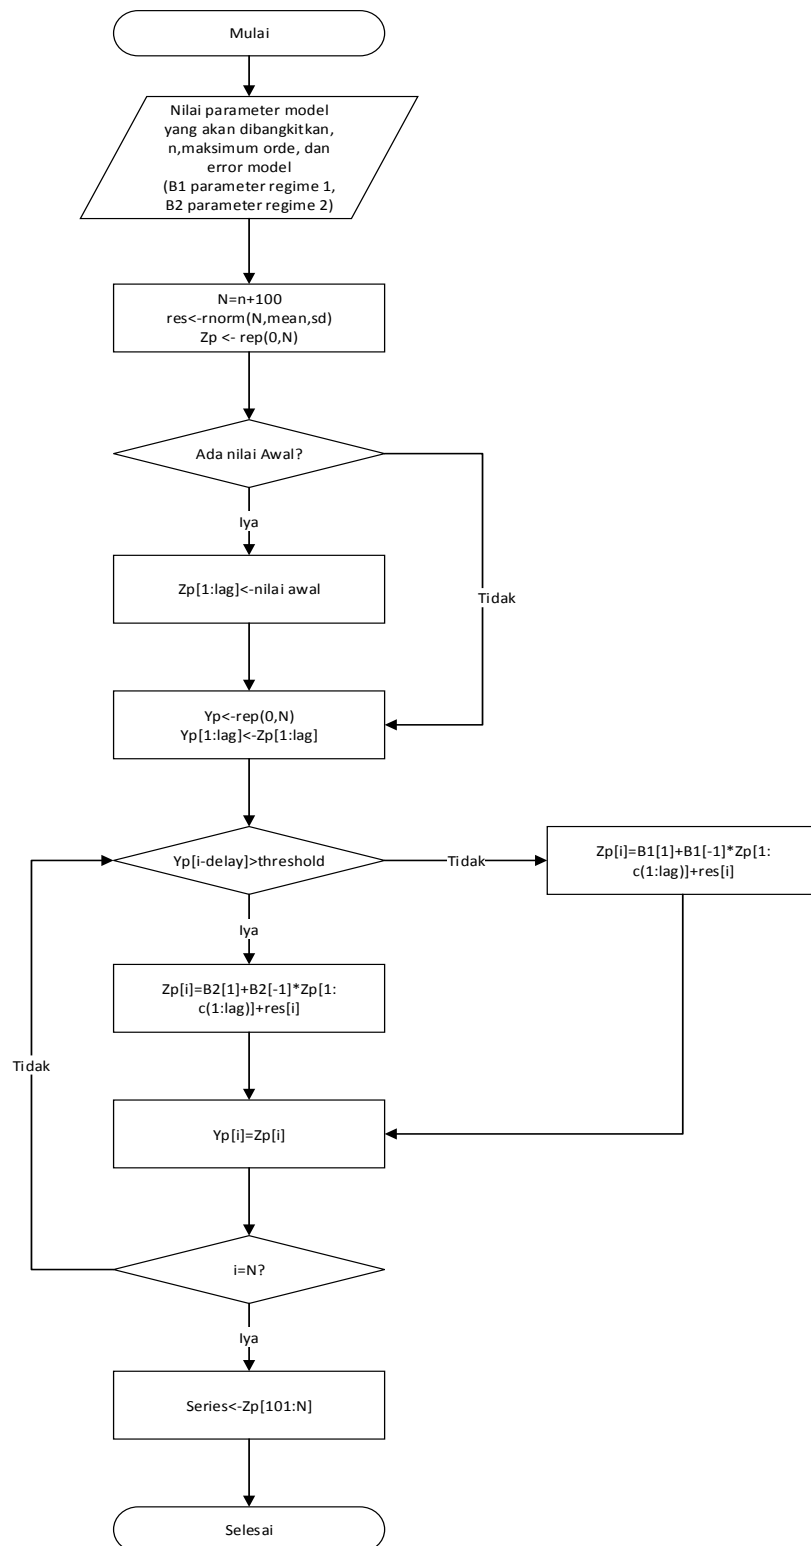 Mulai
Nilai parameter model
yang akan dibangkitkan,
n,maksimum orde, dan
error model
(B1 parameter regime 1,
B2 parameter regime 2)
N=n+100
res<-rnorm(N,mean,sd)
Zp <- rep(0,N)
Ada nilai Awal?
Iya
Zp[1:lag]<-nilai awal
Tidak
Yp<-rep(0,N)
Yp[1:lag]<-Zp[1:lag]
Yp[i-delay]>threshold
Tidak
Zp[i]=B1[1]+B1[-1]*Zp[1:
c(1:lag)]+res[i]
Iya
Zp[i]=B2[1]+B2[-1]*Zp[1:
c(1:lag)]+res[i]
Tidak
Yp[i]=Zp[i]
i=N?
Iya
Series<-Zp[101:N]
Selesai